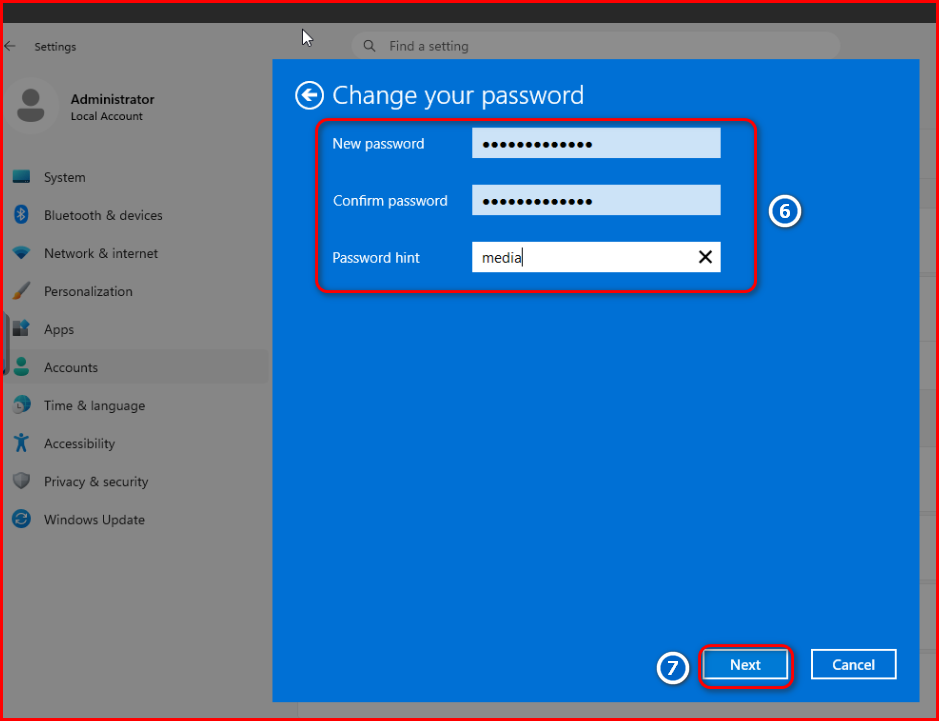 Settings
Find a setting
Administrator
Local Account
System
Bluetooth & devices
Network & internet
Personalization
Apps
Accounts
Time & language
Accessibility
Privacy & security
Windows Update
Change your password
New password ●●●●●●●●●●●●●
Confirm password ●●●●●●●●●●●●●
Password hint media
6
7
Next
Cancel